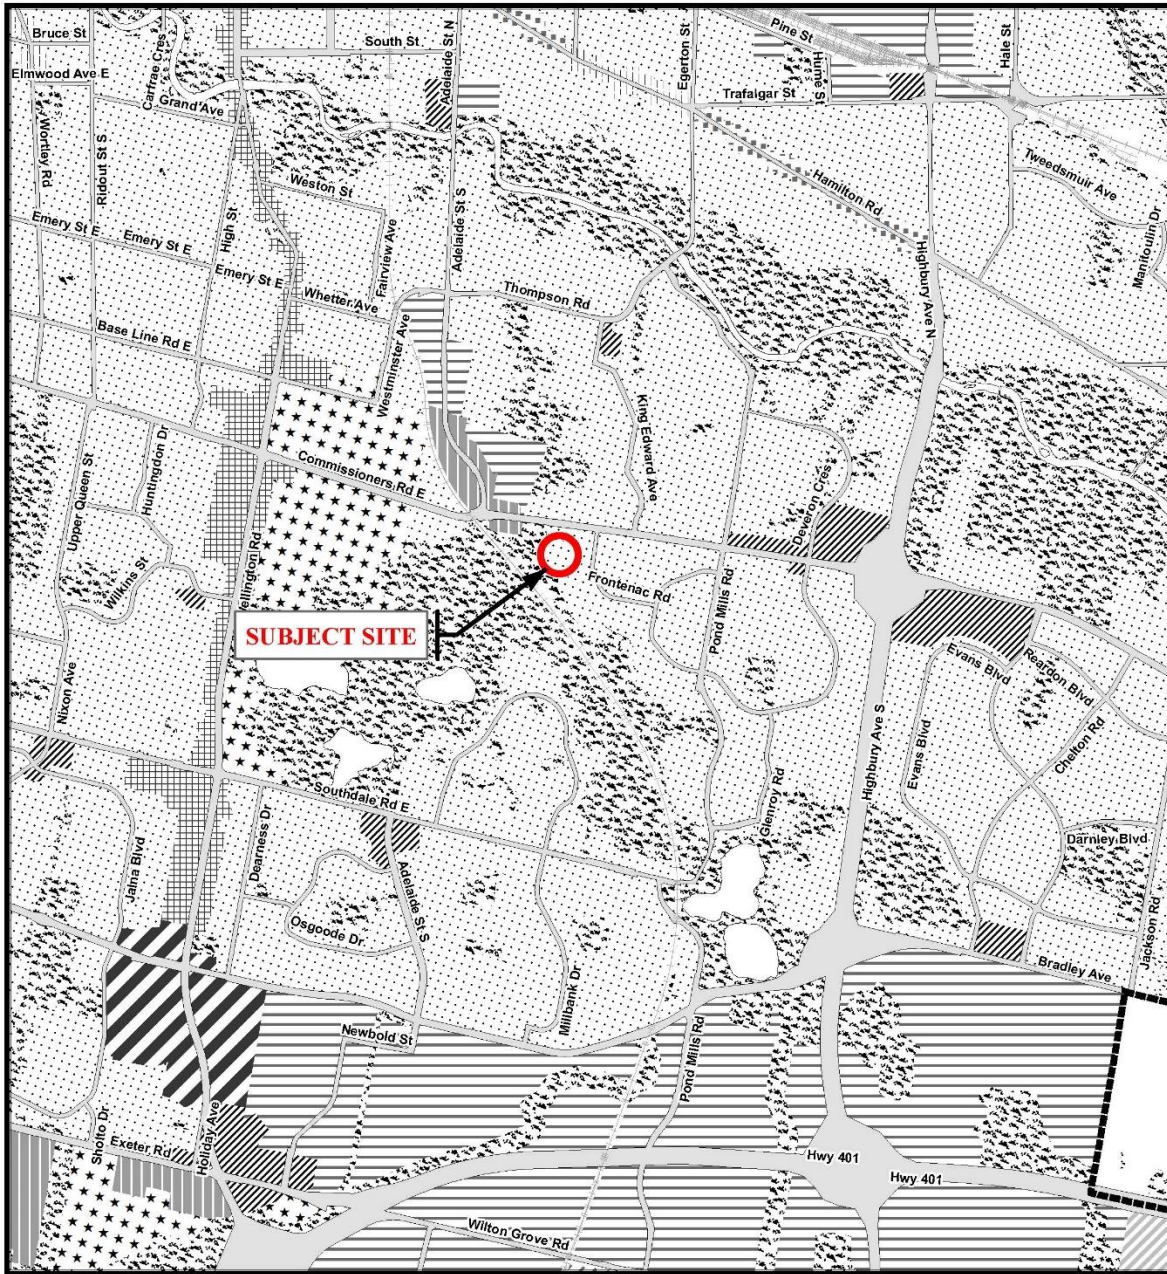 Bruce St
South St
Adelaide St N
Egerton St
Pine St
Hume St
Hale St
Elmwood Ave E
Carfrae Cres
Grand Ave
Trafalgar St
Wortley Rd
Ridout St S
Tweedsmuir Ave
Weston St
Hamilton Rd
Manitoulin Dr
Emery St E
Emery St E
High St
Fairview Ave
Adelaide St S
Emery St E
Whetter Ave
Thompson Rd
Highbury Ave N
Base Line Rd E
Westminster Ave
King Edward Ave
Upper Queen St
Huntingdon Dr
Commissioners Rd E
Deveron Cres
Wilkins St
ellington Rd
Frontenac Rd
Pond Mills Rd
SUBJECT SITE
Nixon Ave
Evans Blvd
Reardon Blvd
Chelton Rd
Evans Blvd
Highbury Ave S
Southdale Rd E
Glenroy Rd
Jalna Blvd
Dearness Dr
Darnley Blvd
Adelaide St S
Osgoode Dr
Millbank Dr
Jackson Rd
Bradley Ave
Newbold St
Pond Mills Rd
Sholto Dr
Exeter Rd
Holiday Ave
Hwy 401
Hwy 401
Wilton Grove Rd